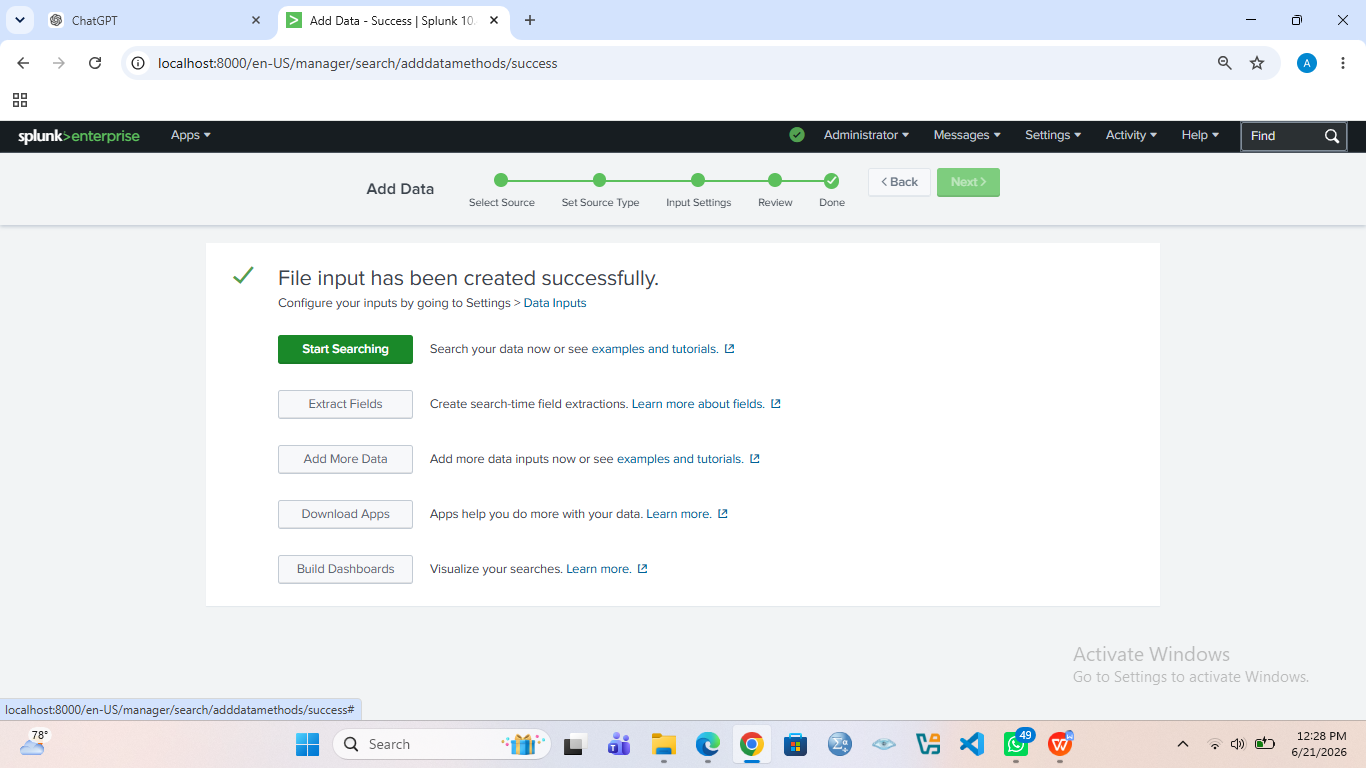 ChatGPT
Add Data - Success | Splunk 10.
localhost:8000/en-US/manager/search/adddatamethods/success
A
splunk>enterprise
Apps
Administrator
Messages
Settings
Activity
Help
Find
Add Data
Select Source
Set Source Type
Input Settings
Review
Done
< Back
Next >
File input has been created successfully.
Configure your inputs by going to Settings > Data Inputs
Start Searching
Search your data now or see examples and tutorials.
Extract Fields
Create search-time field extractions. Learn more about fields.
Add More Data
Add more data inputs now or see examples and tutorials.
Download Apps
Apps help you do more with your data. Learn more.
Build Dashboards
Visualize your searches. Learn more.
Activate Windows
Go to Settings to activate Windows.
localhost:8000/en-US/manager/search/adddatamethods/success#
78°
Search
49
12:28 PM
6/21/2026